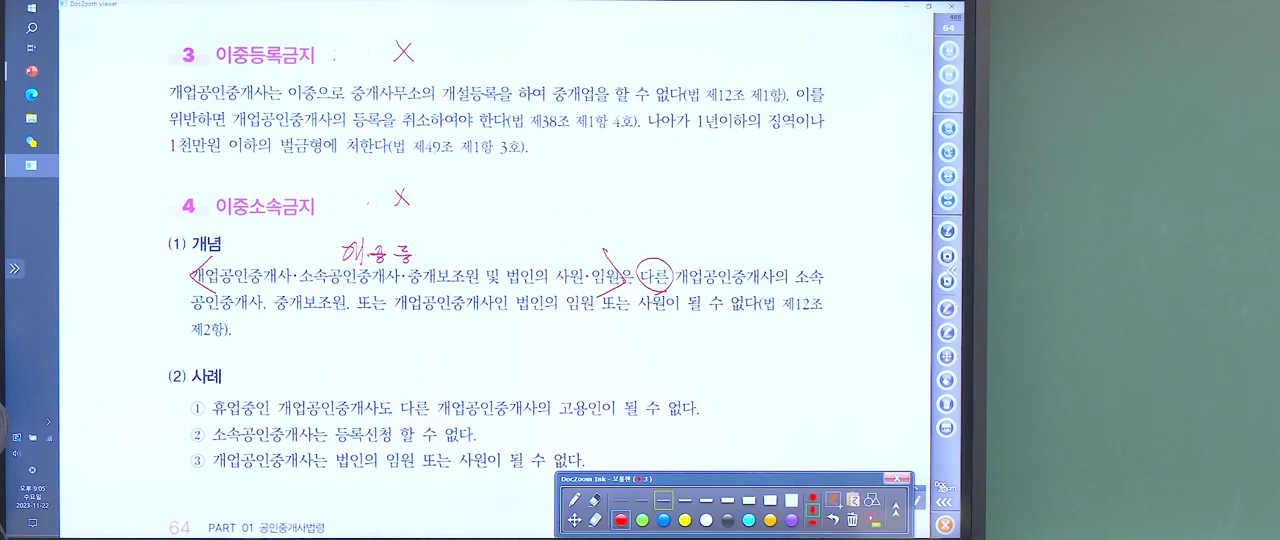 DocZoom Viewer
488
64
3 이중등록금지
개업공인중개사는 이중으로 중개사무소의 개설등록을 하여 중개업을 할 수 없다(법 제12조 제1항). 이를
위반하면 개업공인중개사의 등록을 취소하여야 한다(법 제38조 제1항 4호). 나아가 1년이하의 징역이나
1천만원 이하의 벌금형에 처한다(법 제49조 제1항 3호).
4 이중소속금지
(1) 개념
개업공인중개사·소속공인중개사·중개보조원 및 법인의 사원·임원은 다른 개업공인중개사의 소속
공인중개사, 중개보조원, 또는 개업공인중개사인 법인의 임원 또는 사원이 될 수 없다(법 제12조
제2항).
(2) 사례
① 휴업중인 개업공인중개사도 다른 개업공인중개사의 고용인이 될 수 없다.
② 소속공인중개사는 등록신청 할 수 없다.
③ 개업공인중개사는 법인의 임원 또는 사원이 될 수 없다.
DocZoom Ink - 모통펜 ( 3 )
오후 9:05
수요일
2023-11-22
64 PART 01 공인중개사법령